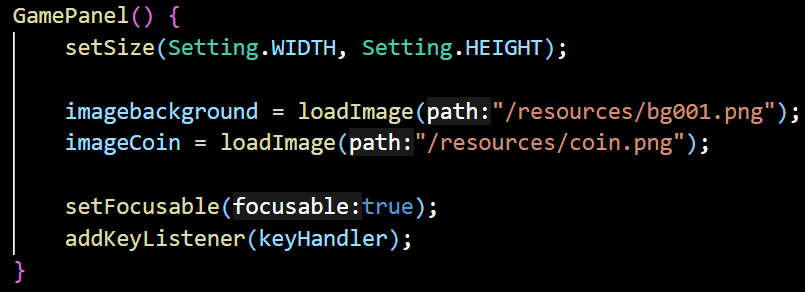 GamePanel() {
setSize(Setting.WIDTH, Setting.HEIGHT);
imagebackground = loadImage(path:"/resources/bg001.png");
imageCoin = loadImage(path:"/resources/coin.png");
setFocusable(focusable:true);
addKeyListener(keyHandler);
}